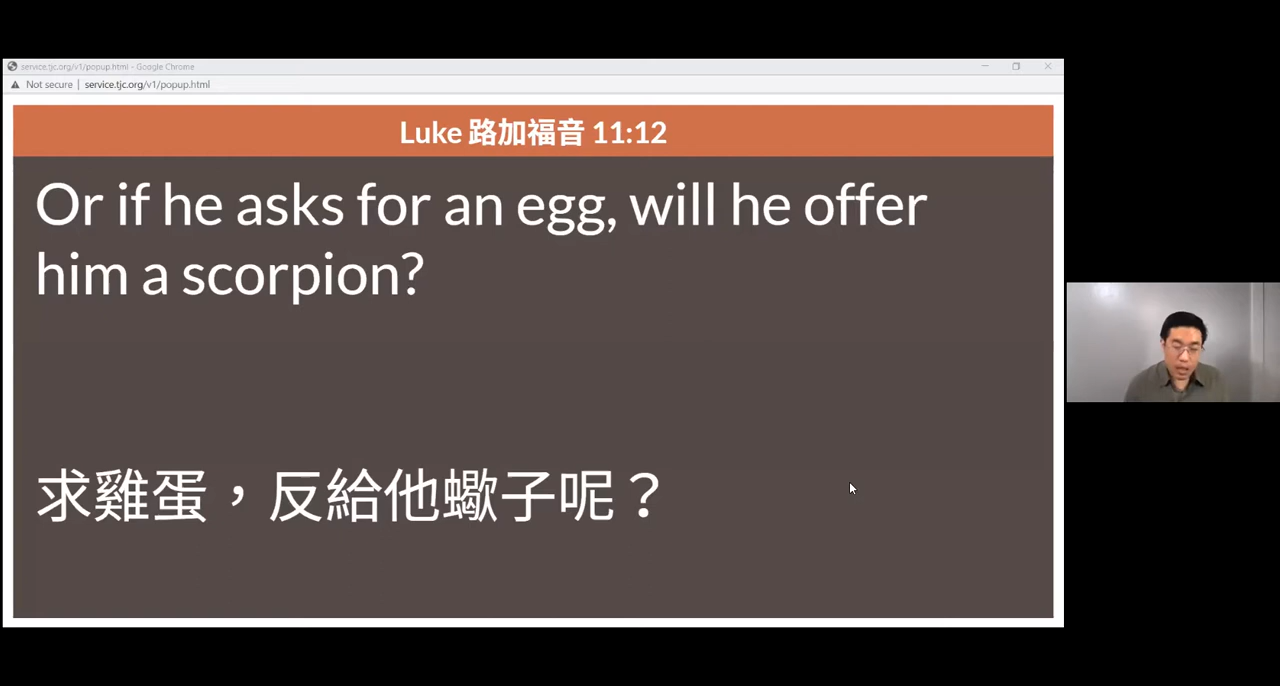 service.tjc.org/v1/popup.html - Google Chrome
Not secure | service.tjc.org/v1/popup.html
Luke 路加福音 11:12
Or if he asks for an egg, will he offer
him a scorpion?
求雞蛋，反給他蠍子呢？